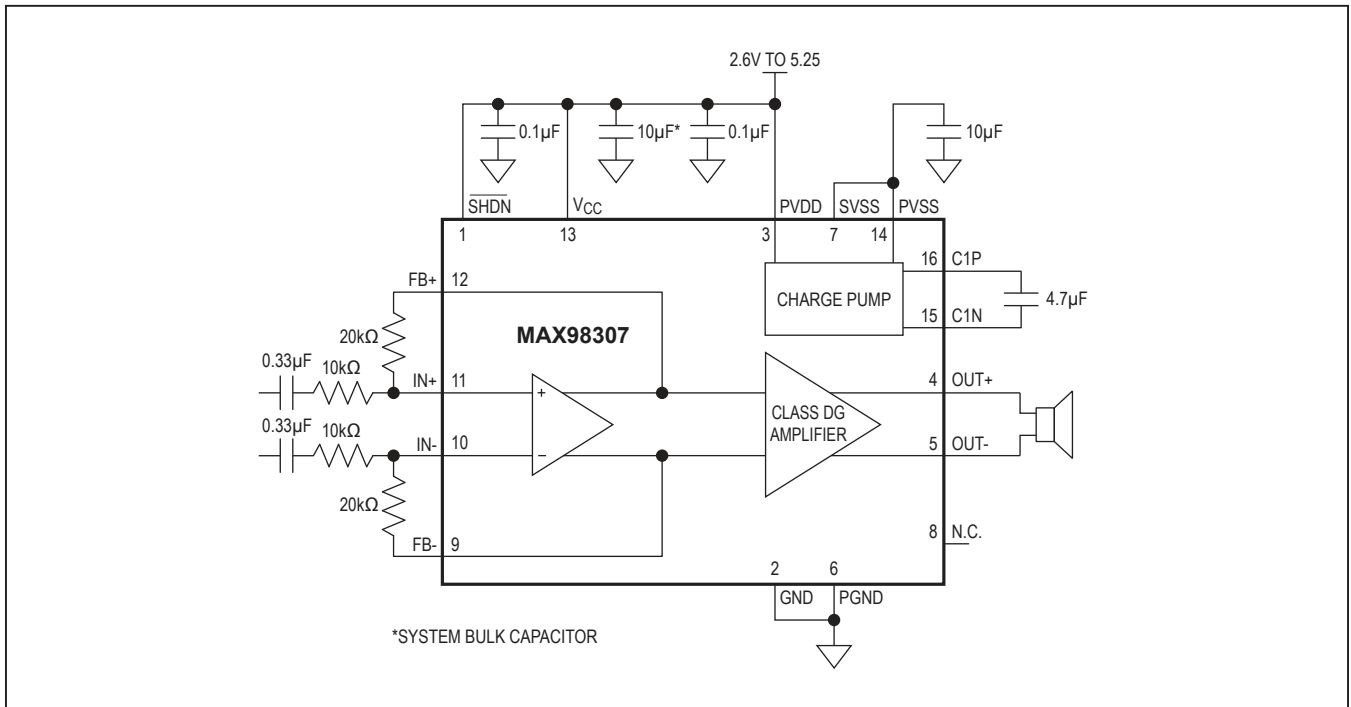 2.6V TO 5.25
0.1µF
10µF*
0.1µF
10µF
SHDN
VCC
PVDD
SVSS
PVSS
1
13
3
7
14
16
C1P
FB+
12
CHARGE PUMP
4.7µF
15
C1N
20kΩ
MAX98307
0.33µF
10kΩ
IN+
11
+
4
OUT+
CLASS DG
AMPLIFIER
0.33µF
10kΩ
IN-
10
–
5
OUT-
20kΩ
8
N.C.
FB-
9
2
6
GND
PGND
*SYSTEM BULK CAPACITOR